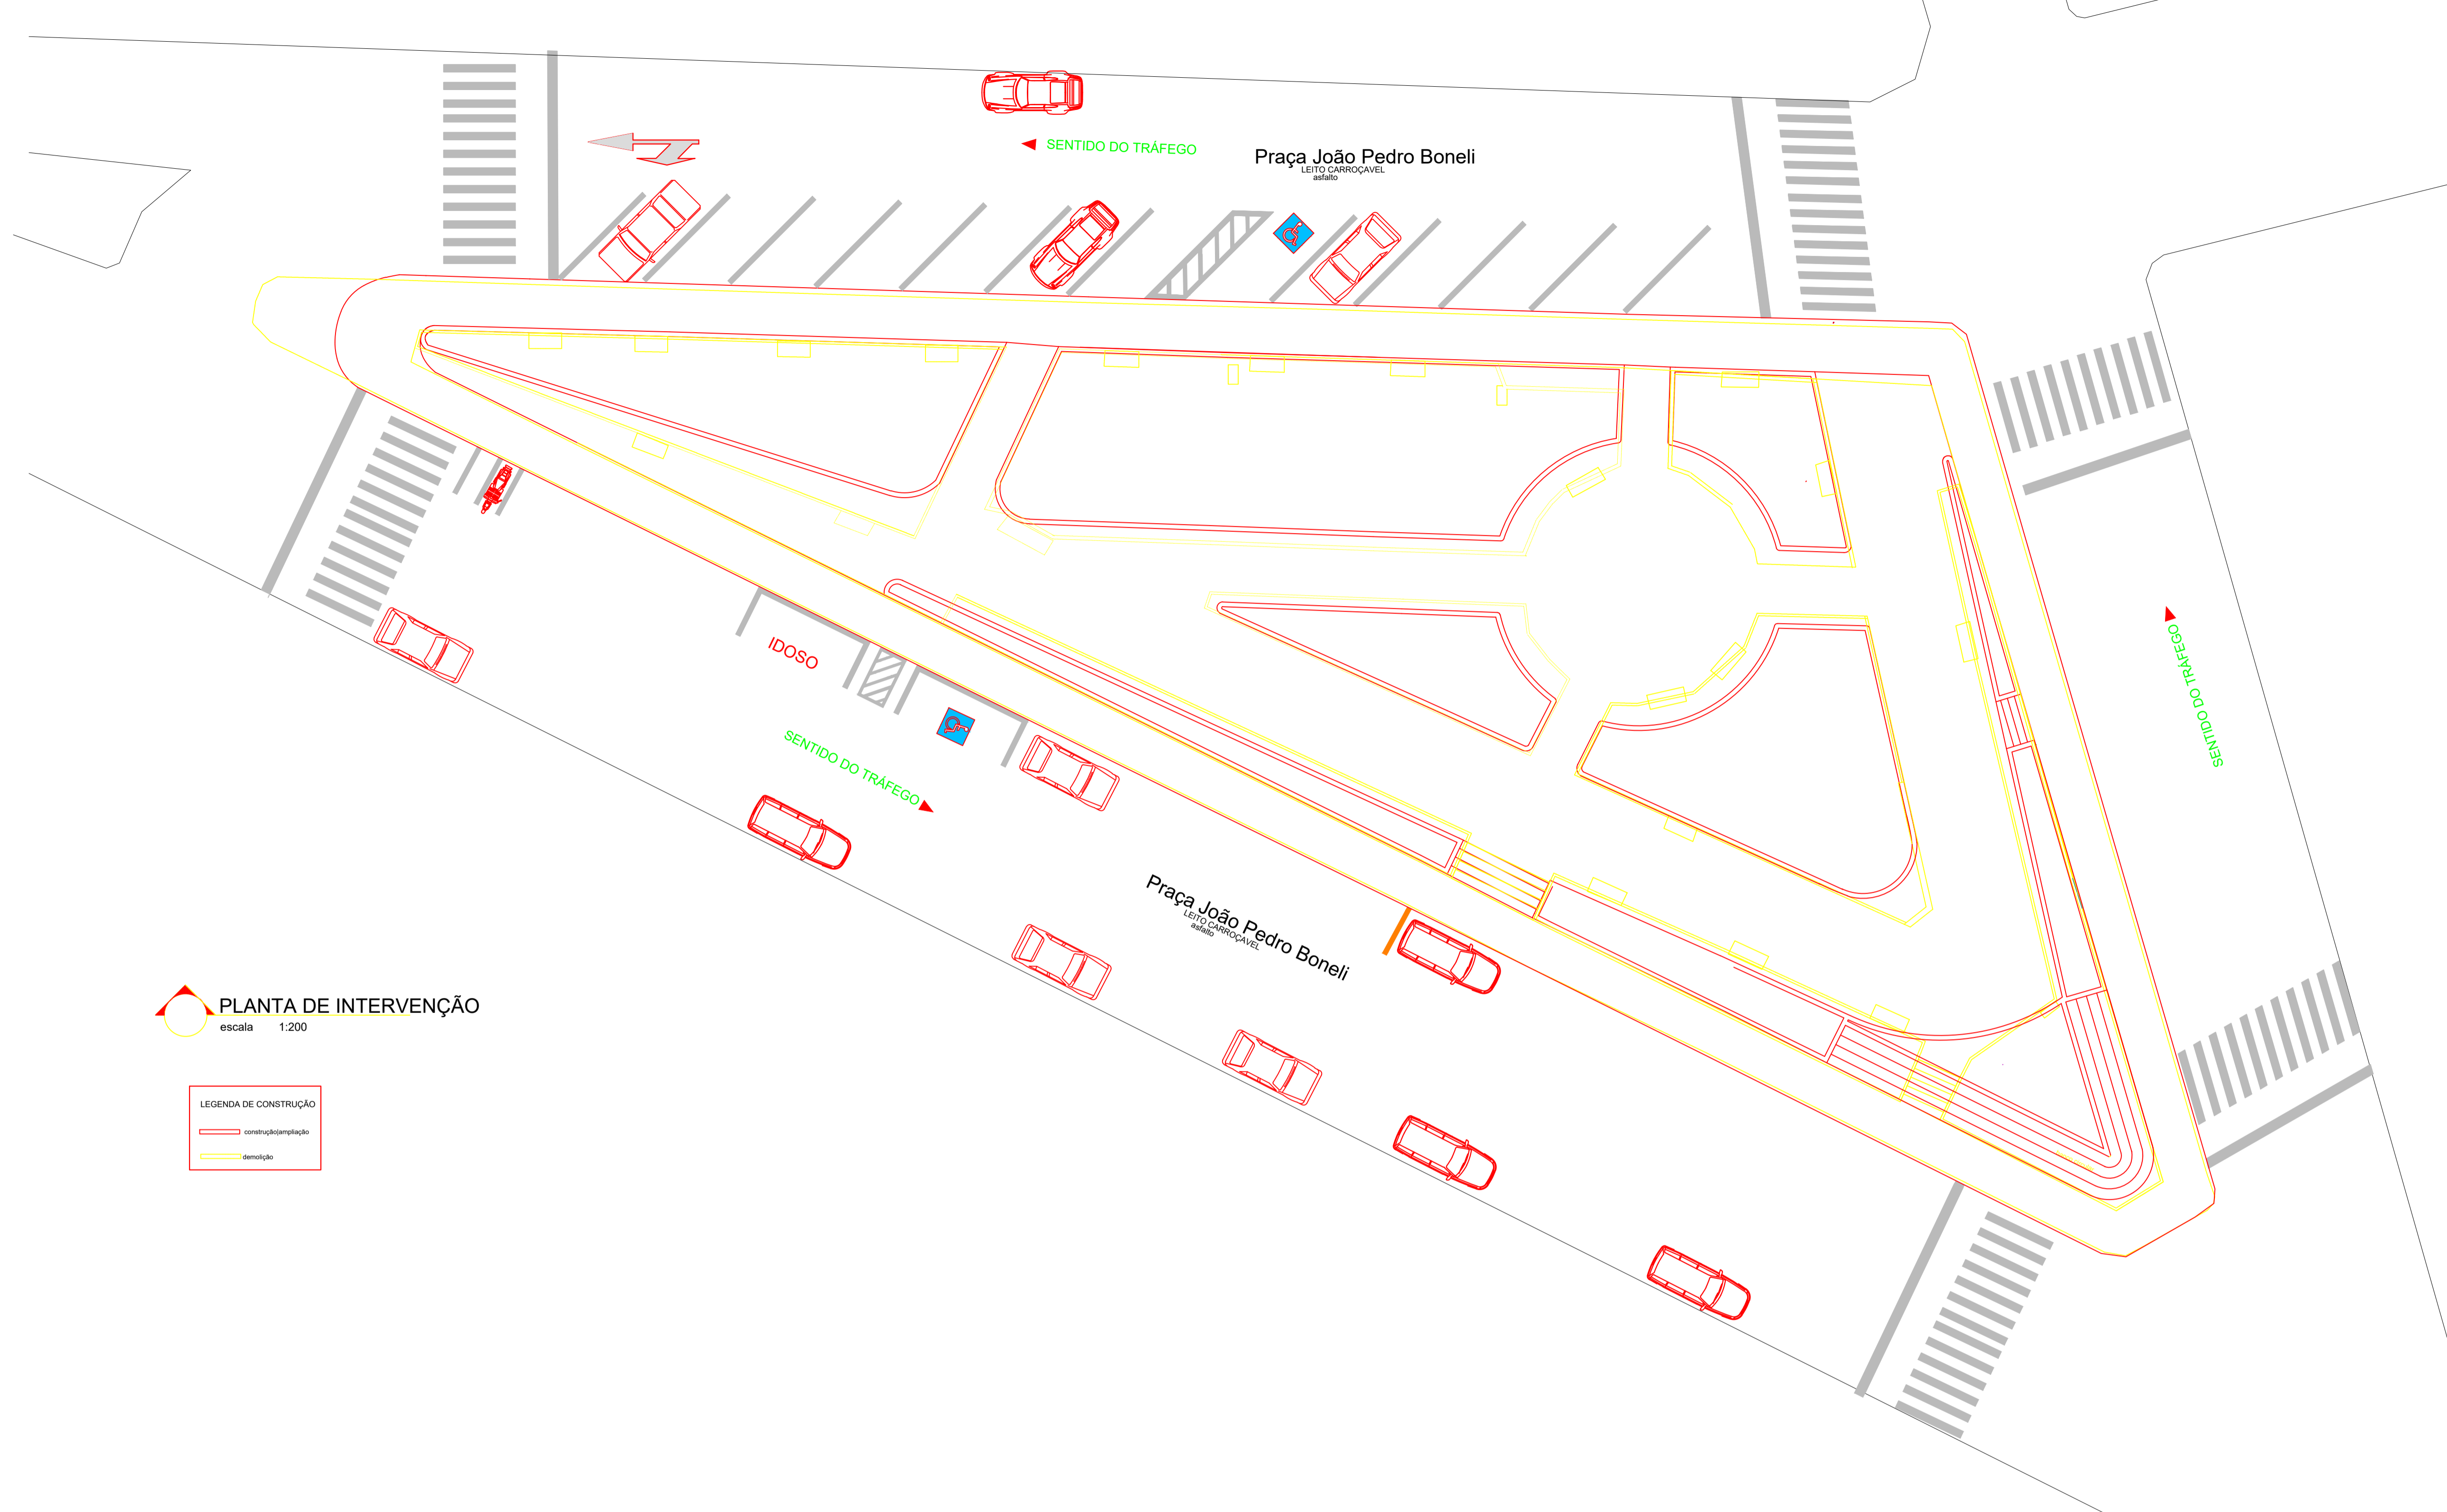 SENTIDO DO TRÁFEGO
Praça João Pedro Boneli
LEITO CARROÇAVEL
asfalto
IDOSO
SENTIDO DO TRÁFEGO
SENTIDO DO TRÁFEGO
Praça João Pedro Boneli
LEITO CARROÇAVEL
asfalto
PLANTA DE INTERVENÇÃO
escala 1:200
LEGENDA DE CONSTRUÇÃO
construção|ampliação
demolição